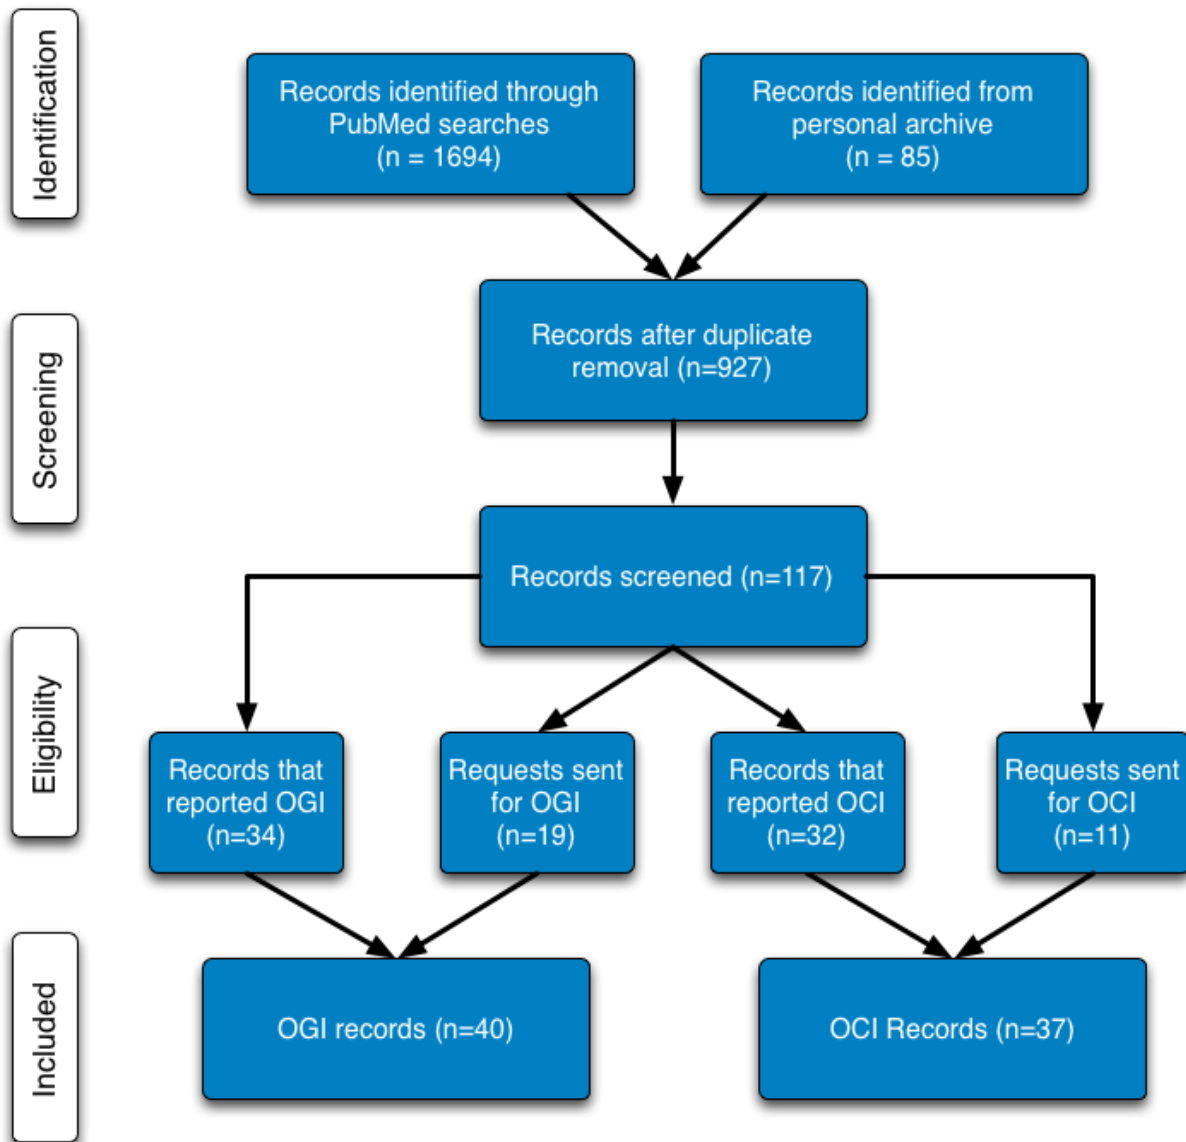 Identification
Records identified through
PubMed searches
(n = 1694)
Records identified from
personal archive
(n = 85)
Screening
Records after duplicate
removal (n=927)
Records screened (n=117)
Eligibility
Records that
reported OGI
(n=34)
Requests sent
for OGI
(n=19)
Records that
reported OCI
(n=32)
Requests sent
for OCI
(n=11)
Included
OGI records (n=40)
OCI Records (n=37)